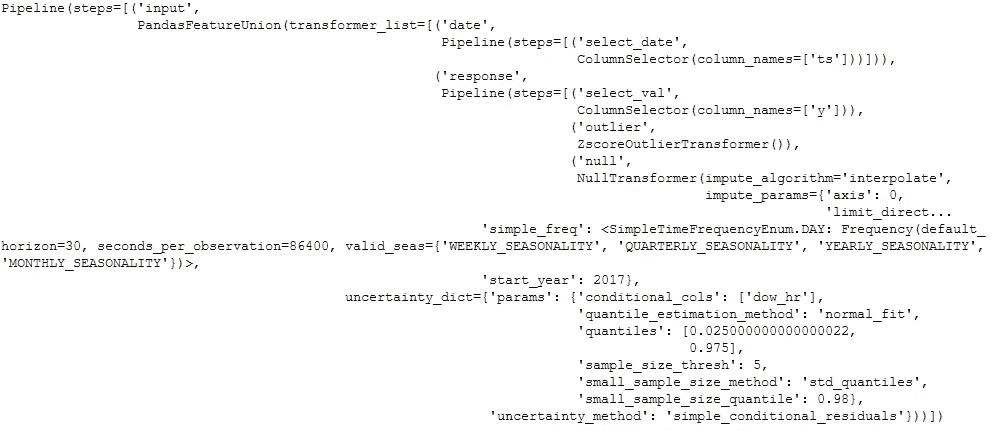 Pipeline(steps=[('input',
PandasFeatureUnion(transformer_list=[('date',
Pipeline(steps=[('select_date',
ColumnSelector(column_names=['ts']))])),
('response',
Pipeline(steps=[('select_val',
ColumnSelector(column_names=['y'])),
('outlier',
ZscoreOutlierTransformer()),
('null',
NullTransformer(impute_algorithm='interpolate',
impute_params={'axis': 0,
'limit_direct...
'simple_freq': <SimpleTimeFrequencyEnum.DAY: Frequency(default_
horizon=30, seconds_per_observation=86400, valid_seas={'WEEKLY_SEASONALITY', 'QUARTERLY_SEASONALITY', 'YEARLY_SEASONALITY',
'MONTHLY_SEASONALITY'})>,
'start_year': 2017},
uncertainty_dict={'params': {'conditional_cols': ['dow_hr'],
'quantile_estimation_method': 'normal_fit',
'quantiles': [0.025000000000000022,
0.975],
'sample_size_thresh': 5,
'small_sample_size_method': 'std_quantiles',
'small_sample_size_quantile': 0.98},
'uncertainty_method': 'simple_conditional_residuals'}))])